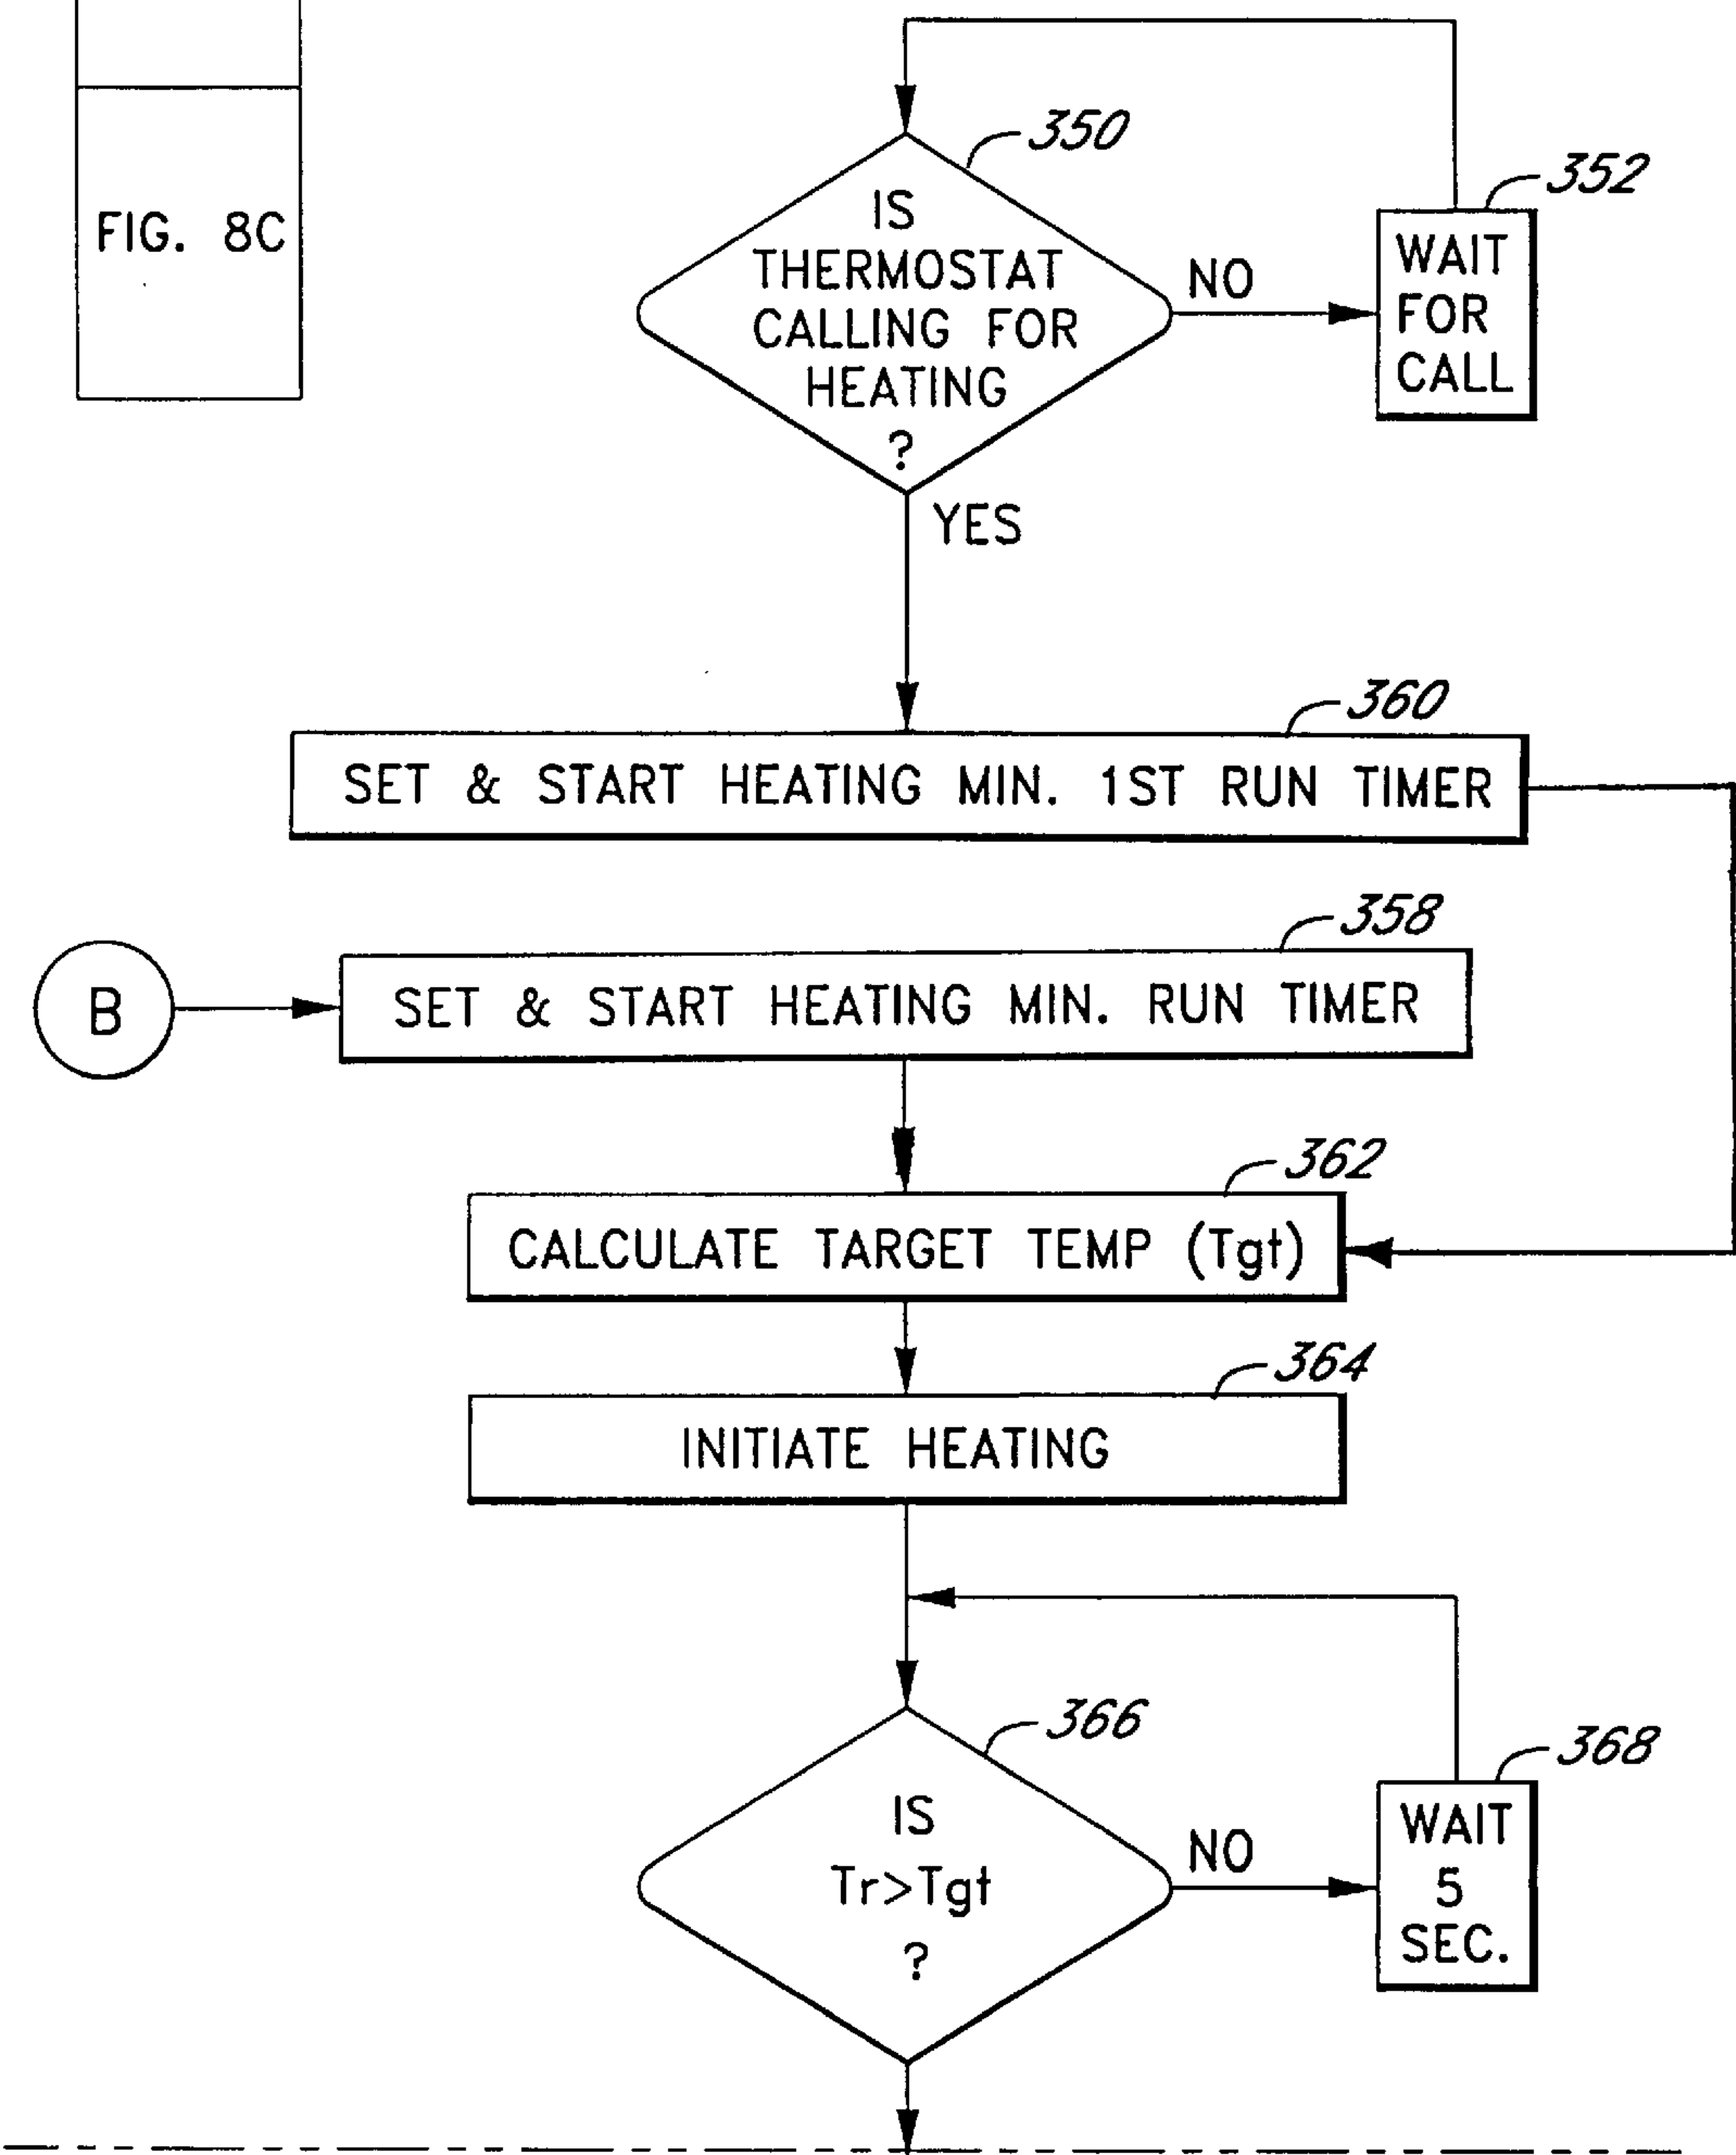 FIG. 8C
350
IS
THERMOSTAT
CALLING FOR
HEATING
?
NO
352
WAIT
FOR
CALL
YES
360
SET & START HEATING MIN. 1ST RUN TIMER
358
B
SET & START HEATING MIN. RUN TIMER
362
CALCULATE TARGET TEMP (Tgt)
364
INITIATE HEATING
366
IS
Tr>Tgt
?
NO
368
WAIT
5
SEC.